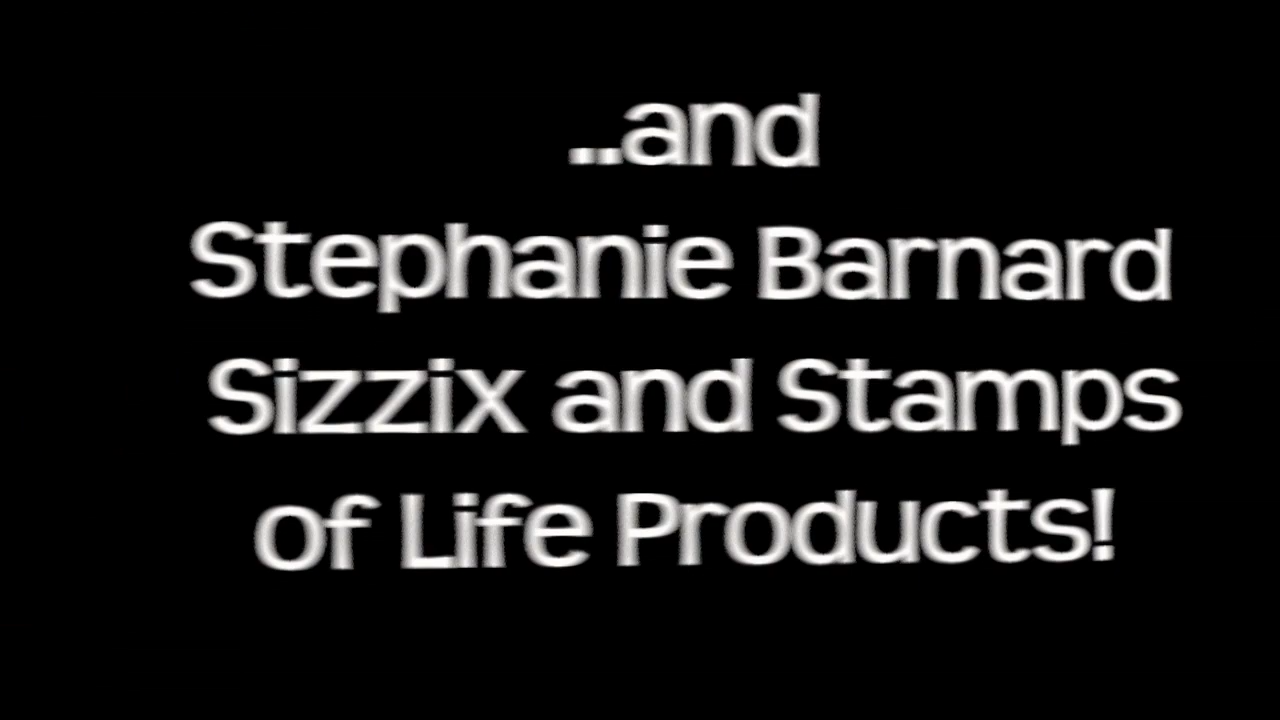 ..and
Stephanie Barnard
Sizzix and Stamps
of Life Products!